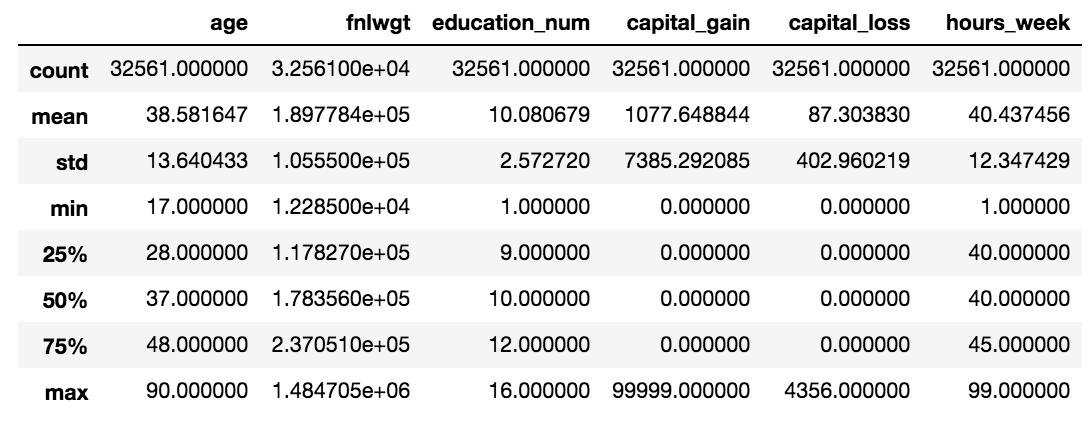 age fnlwgt education_num capital_gain capital_loss hours_week
count 32561.000000 3.256100e+04 32561.000000 32561.000000 32561.000000 32561.000000
mean 38.581647 1.897784e+05 10.080679 1077.648844 87.303830 40.437456
std 13.640433 1.055500e+05 2.572720 7385.292085 402.960219 12.347429
min 17.000000 1.228500e+04 1.000000 0.000000 0.000000 1.000000
25% 28.000000 1.178270e+05 9.000000 0.000000 0.000000 40.000000
50% 37.000000 1.783560e+05 10.000000 0.000000 0.000000 40.000000
75% 48.000000 2.370510e+05 12.000000 0.000000 0.000000 45.000000
max 90.000000 1.484705e+06 16.000000 99999.000000 4356.000000 99.000000